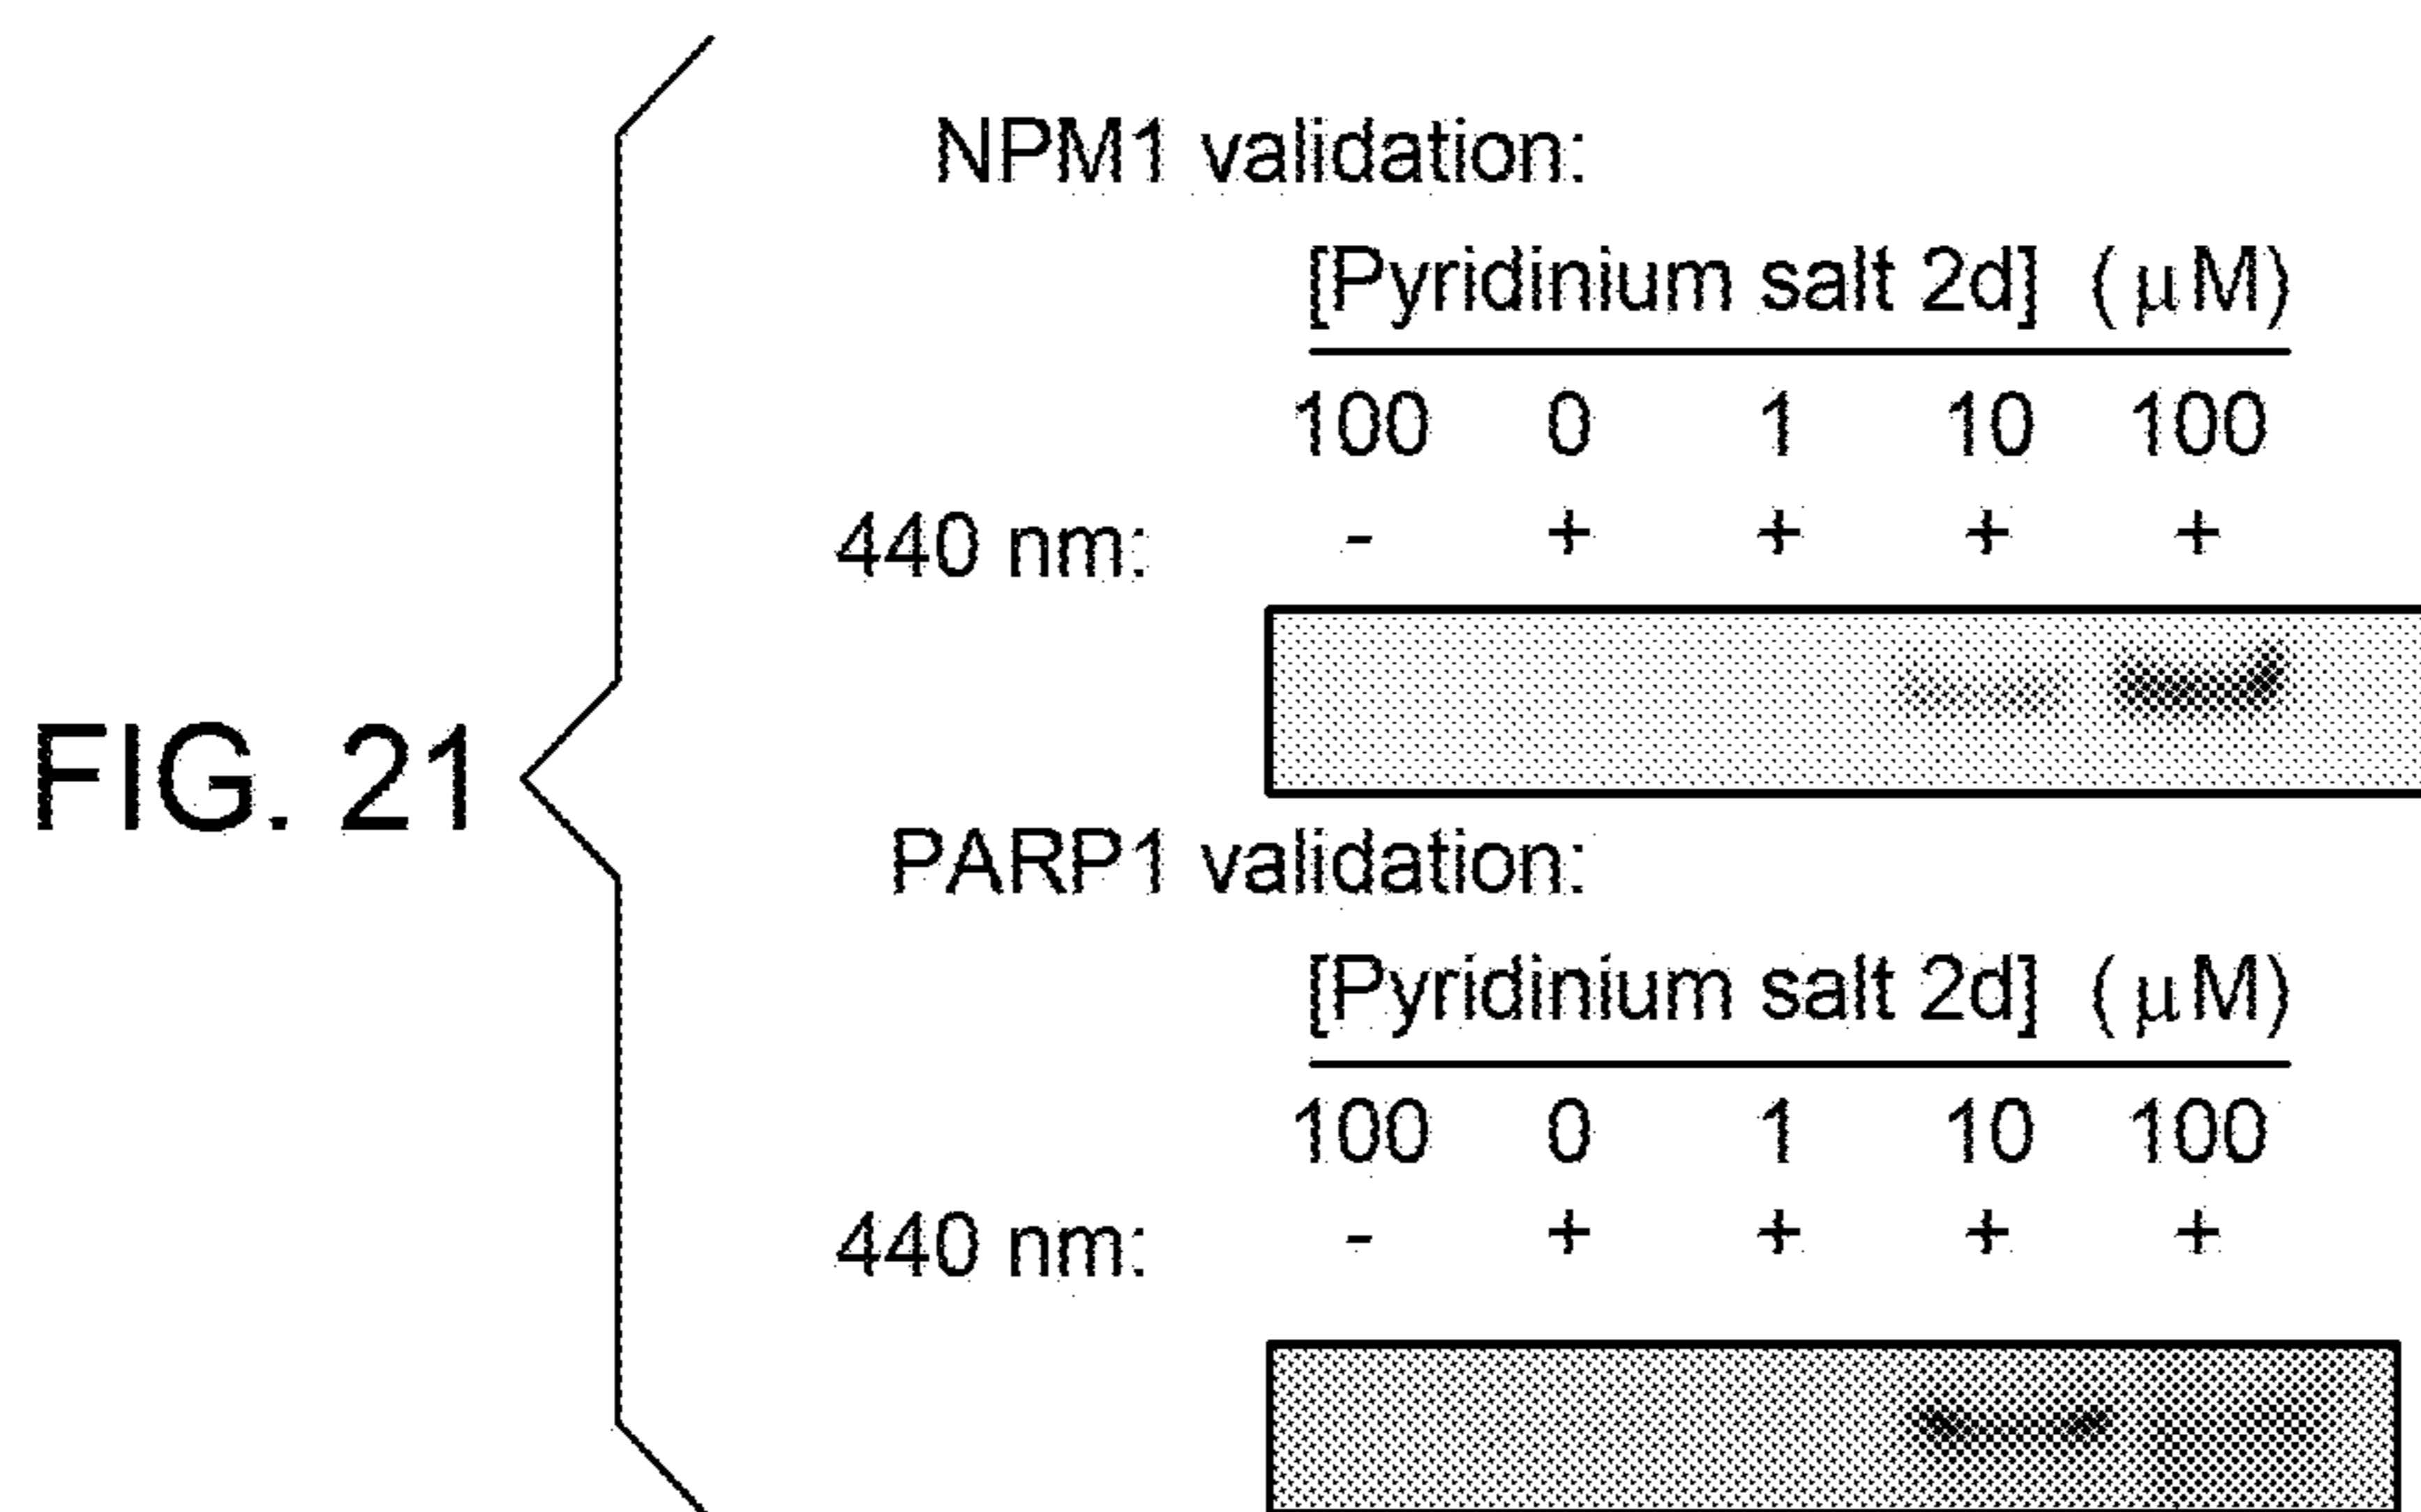 FIG. 21
NPM1 validation:
[Pyridinium salt 2d] (μM)
100 0 1 10 100
440 nm: - + + + +
PARP1 validation:
[Pyridinium salt 2d] (μM)
100 0 1 10 100
440 nm: - + + + +